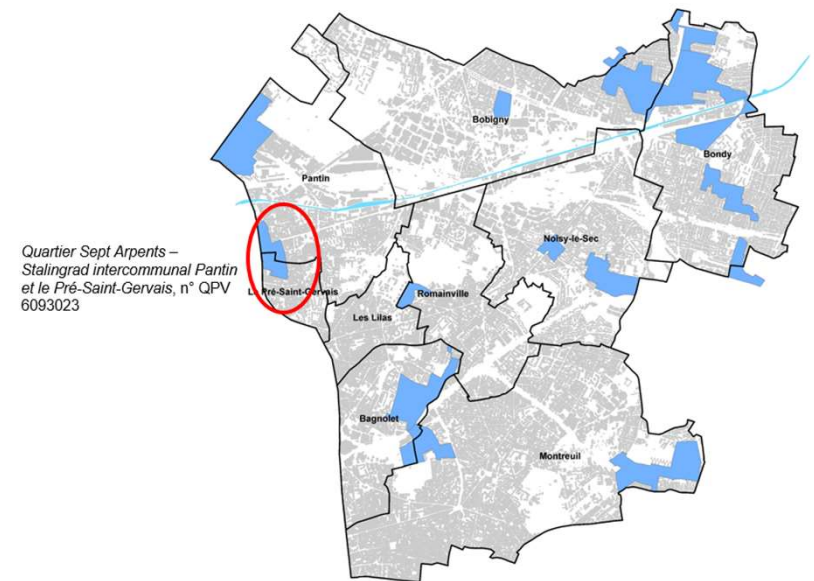 Bobigny
Bondy
Pantin
Noisy-le-Sec
Quartier Sept Arpents –
Stalingrad intercommunal Pantin
et le Pré-Saint-Gervais, n° QPV
6093023
Le Pré-Saint-Gervais
Romainville
Les Lilas
Bagnolet
Montreuil